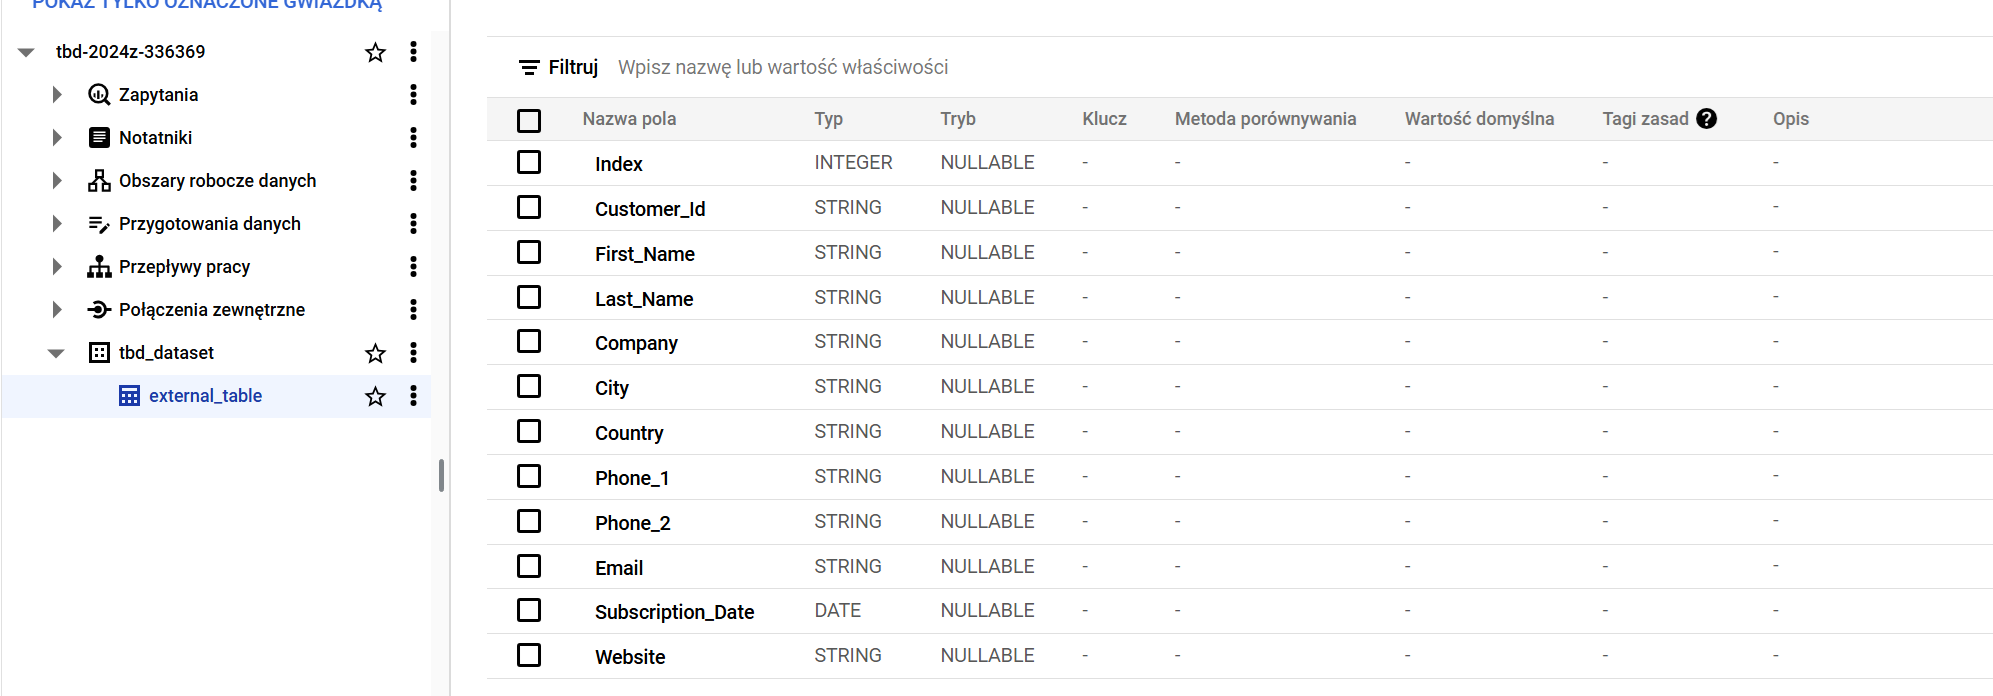 POKAŻ TYLKO OZNACZONE GWIAZDKĄ
tbd-2024z-336369
Zapytania
Notatniki
Obszary robocze danych
Przygotowania danych
Przepływy pracy
Połączenia zewnętrzne
tbd_dataset
external_table
Filtruj Wpisz nazwę lub wartość właściwości
Nazwa pola Typ Tryb Klucz Metoda porównywania Wartość domyślna Tagi zasad ? Opis
Index INTEGER NULLABLE - - - - -
Customer_Id STRING NULLABLE - - - - -
First_Name STRING NULLABLE - - - - -
Last_Name STRING NULLABLE - - - - -
Company STRING NULLABLE - - - - -
City STRING NULLABLE - - - - -
Country STRING NULLABLE - - - - -
Phone_1 STRING NULLABLE - - - - -
Phone_2 STRING NULLABLE - - - - -
Email STRING NULLABLE - - - - -
Subscription_Date DATE NULLABLE - - - - -
Website STRING NULLABLE - - - - -